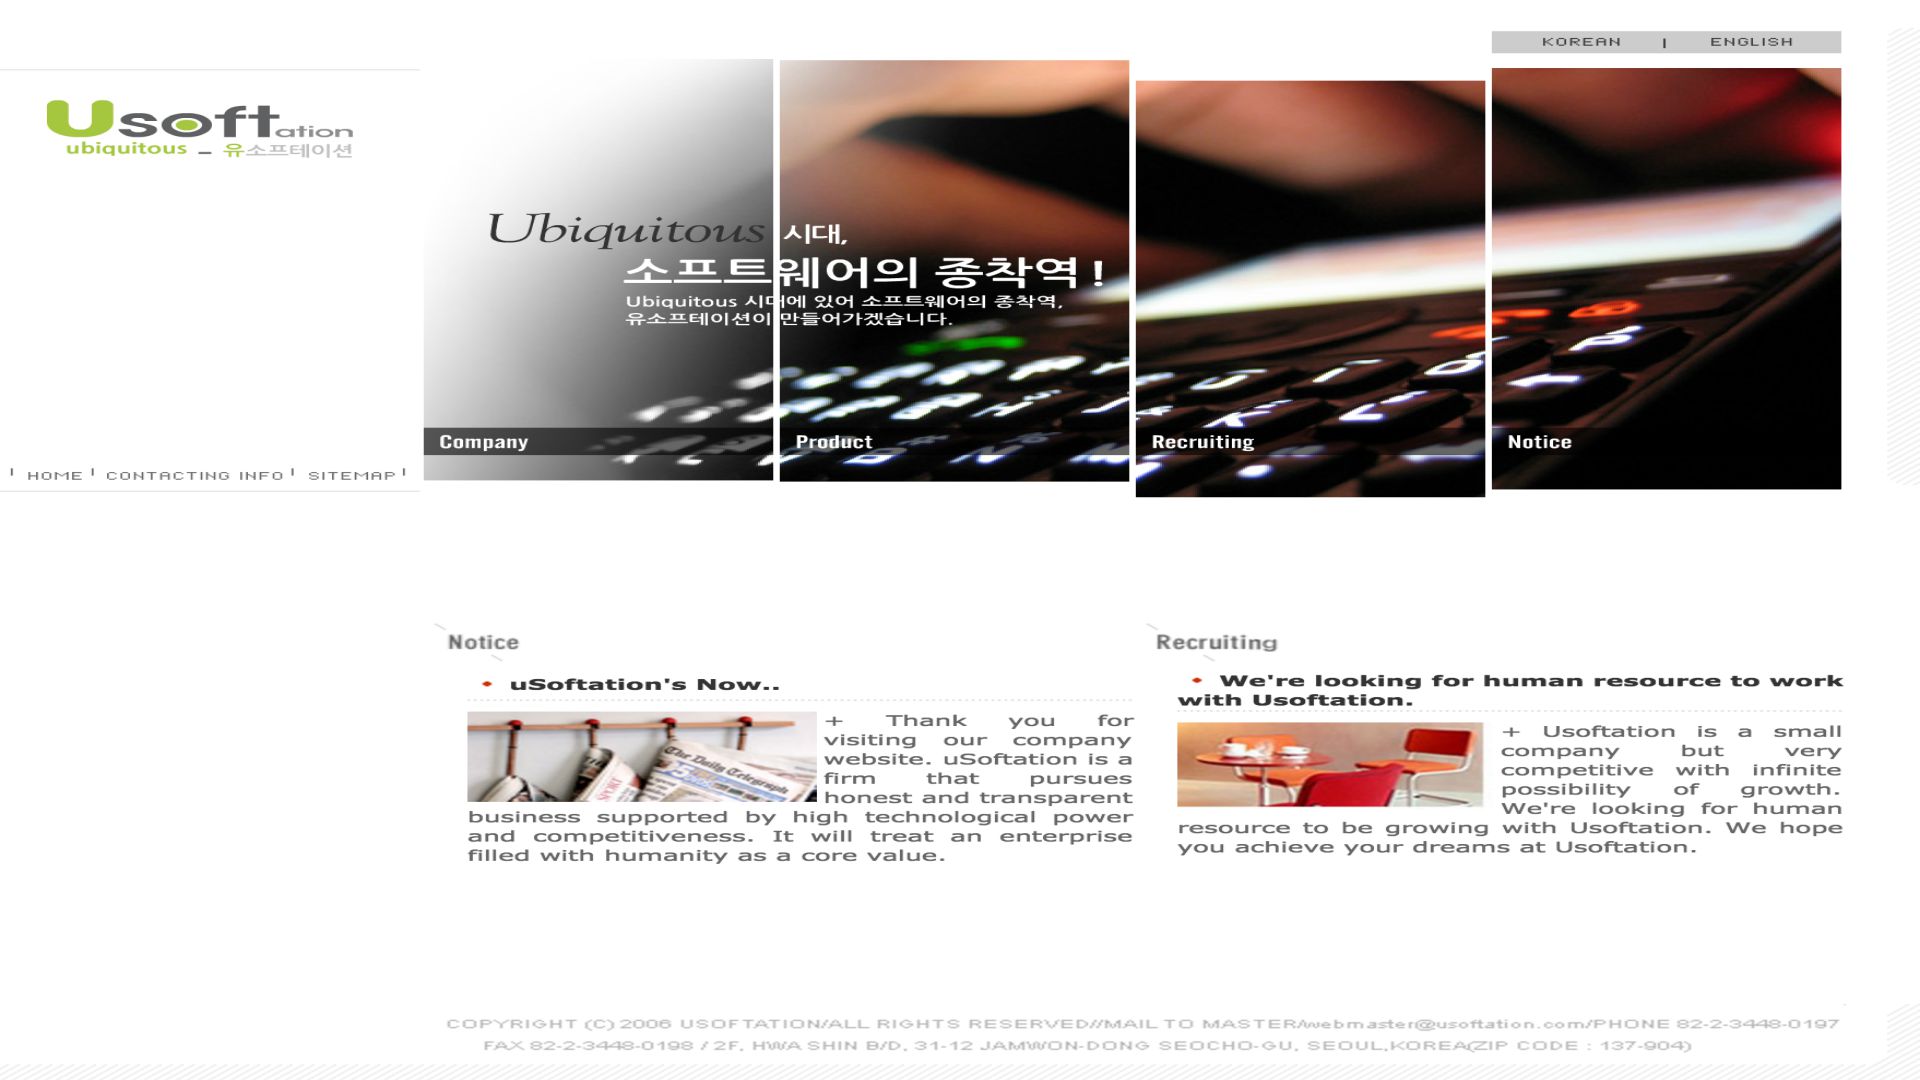 KOREAN | ENGLISH
Usoftation
ubiquitous _ 유소프테이션
Ubiquitous 시대,
소프트웨어의 종착역!
Ubiquitous 시대에 있어 소프트웨어의 종착역,
유소프테이션이 만들어가겠습니다.
Company
Product
Recruiting
Notice
HOME CONTACTING INFO SITEMAP
Notice
uSoftation's Now..
+ Thank you for
visiting our company
website. uSoftation is a
firm that pursues
honest and transparent
business supported by high technological power
and competitiveness. It will treat an enterprise
filled with humanity as a core value.
The Daily Telegraph
SPORT
Recruiting
We're looking for human resource to work
with Usoftation.
+ Usoftation is a small
company but very
competitive with infinite
possibility of growth.
We're looking for human
resource to be growing with Usoftation. We hope
you achieve your dreams at Usoftation.
COPYRIGHT (C) 2006 USOFTATION/ALL RIGHTS RESERVED//MAIL TO MASTER/webmaster@usoftation.com/PHONE 82-2-3448-0197
FAX 82-2-3448-0198 / 2F, HWA SHIN B/D, 31-12 JAMWON-DONG SEOCHO-GU, SEOUL,KOREA(ZIP CODE : 137-904)